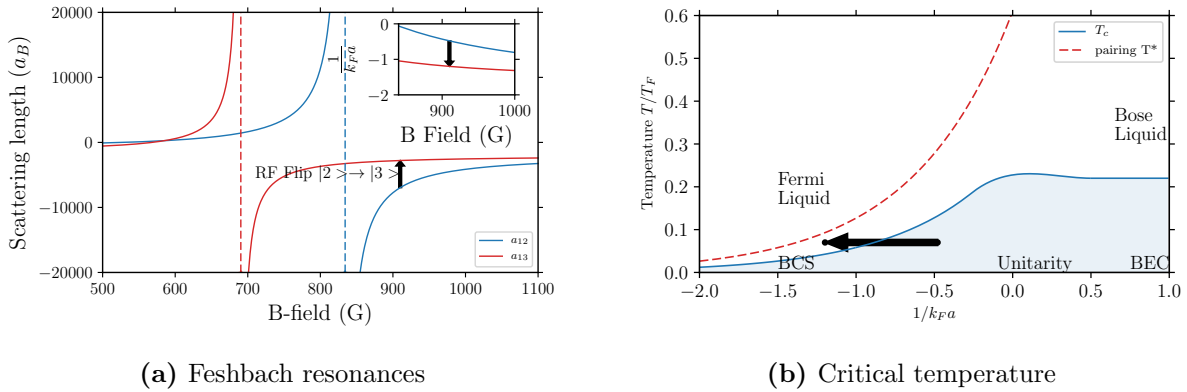 Scattering length (a_B)
20000
10000
0
−10000
−20000
500
600
700
800
900
1000
1100
B-field (G)
RF Flip |2 >→ |3 >
a_12
a_13
1
k_F a
0
−1
−2
900
1000
B Field (G)
(a) Feshbach resonances
Temperature T/T_F
0.6
0.5
0.4
0.3
0.2
0.1
0.0
−2.0
−1.5
−1.0
−0.5
0.0
0.5
1.0
1/k_F a
T_c
pairing T*
Bose
Liquid
Fermi
Liquid
BCS
Unitarity
BEC
(b) Critical temperature